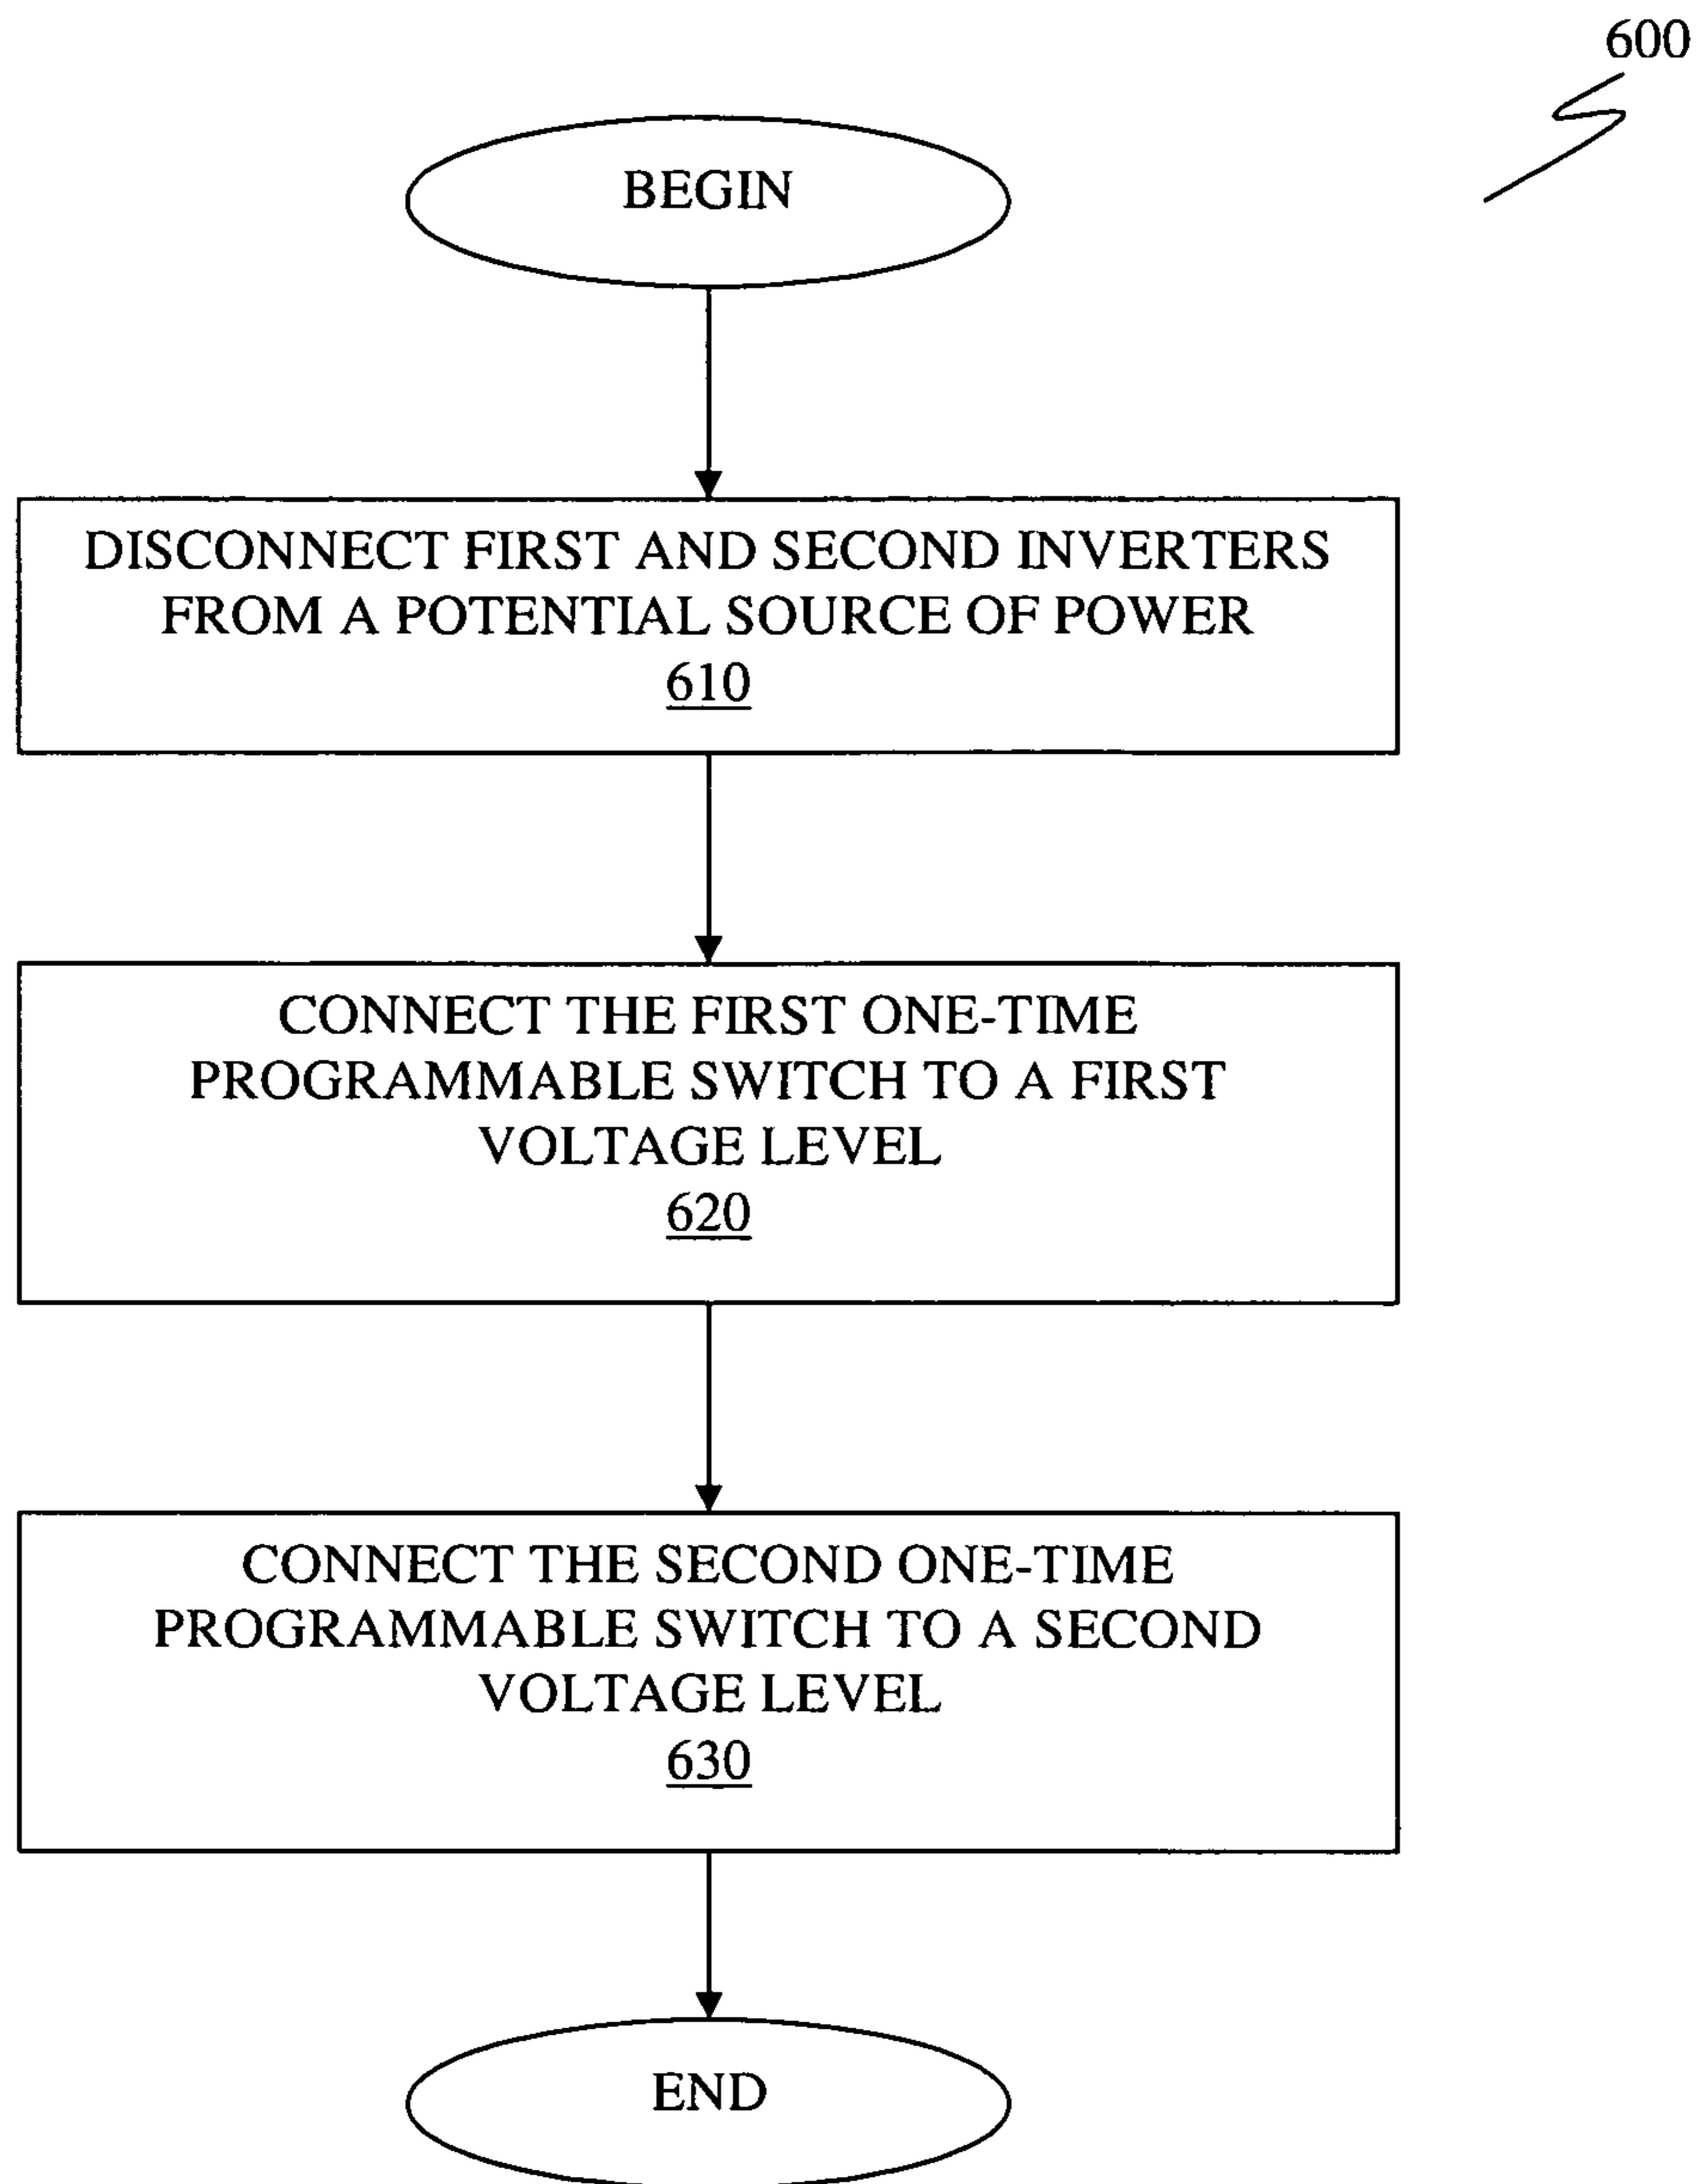 600
BEGIN
DISCONNECT FIRST AND SECOND INVERTERS
FROM A POTENTIAL SOURCE OF POWER
610
CONNECT THE FIRST ONE-TIME
PROGRAMMABLE SWITCH TO A FIRST
VOLTAGE LEVEL
620
CONNECT THE SECOND ONE-TIME
PROGRAMMABLE SWITCH TO A SECOND
VOLTAGE LEVEL
630
END